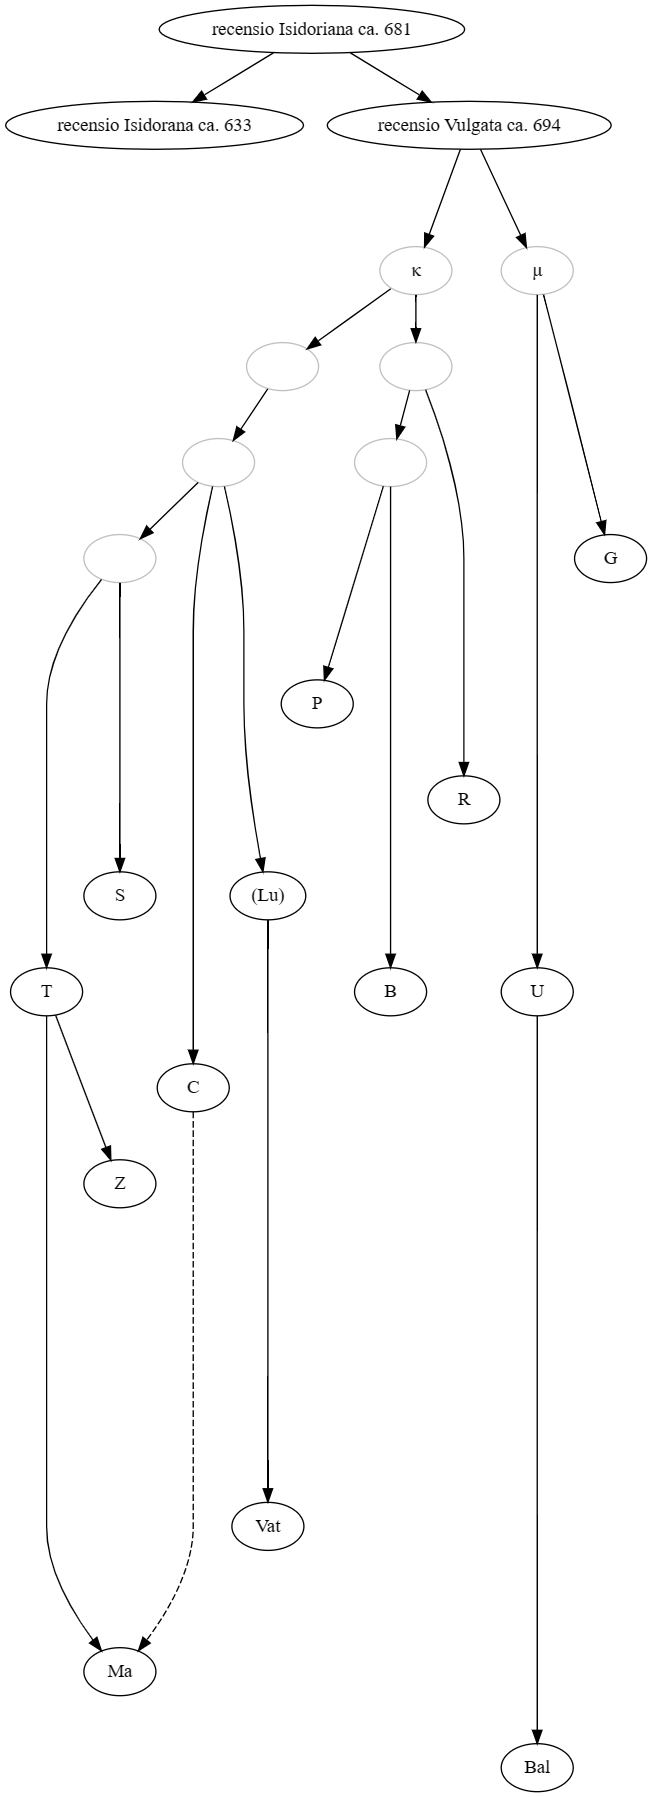 recensio Isidoriana ca. 681
recensio Isidorana ca. 633
recensio Vulgata ca. 694
κ
μ
G
P
R
S
(Lu)
T
B
U
C
Z
Vat
Ma
Bal